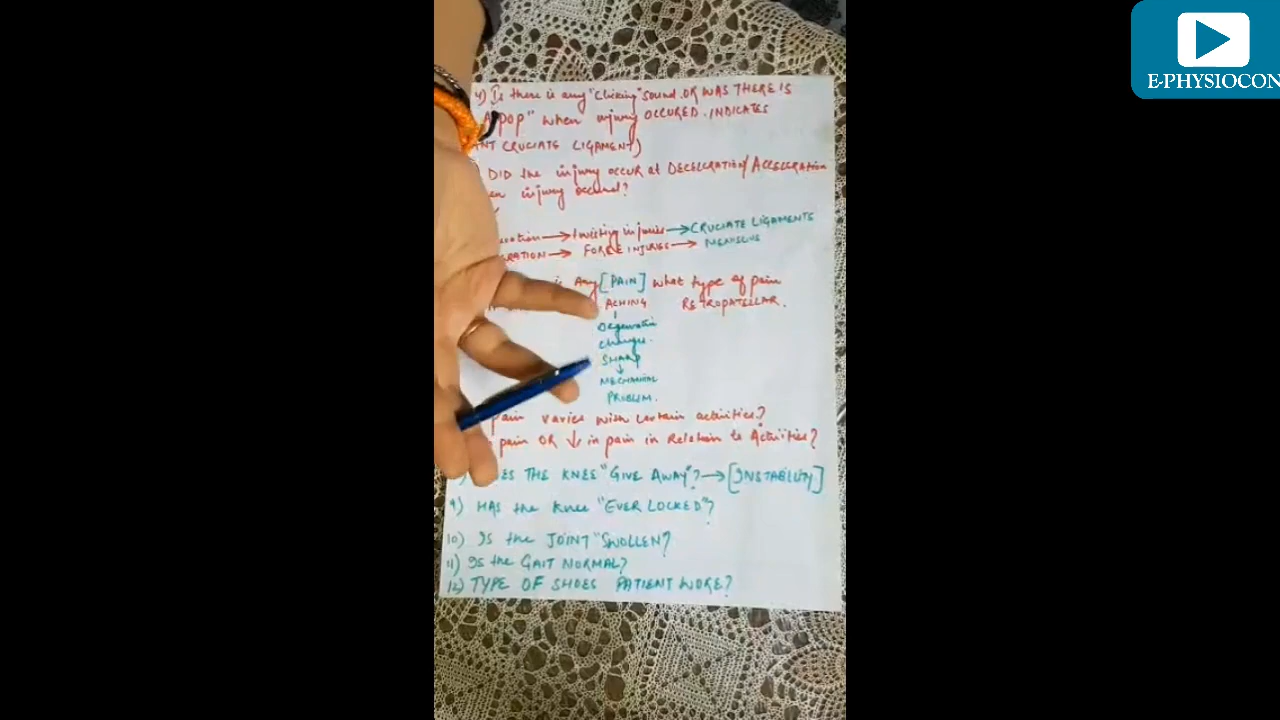 E-PHYSIOCON
4) Is there is any "clicking" sound. OR WAS THERE IS
A "pop" when injury OCCURED. INDICATES
ANT CRUCIATE LIGAMENT)
DID the injury OCCUR at DECELERATION/ACCELERATION
injury occured?
Twisting injuries → CRUCIATE LIGAMENTS
→ FORCE INJURIES → MENISCUS
is Any [PAIN] what type of pain
ACHING RETROPATELLAR.
Degenerative
changes.
SHARP
MECHANICAL
PROBLEM.
pain varies with certain activities?
pain OR ↓ in pain in Relation to Activities?
THE KNEE "GIVE AWAY"? → [INSTABILITY]
9) HAS the Knee "EVER LOCKED"?
10) IS the JOINT "SWOLLEN?
11) IS the GAIT NORMAL?
12) TYPE OF SHOES PATIENT WORE?